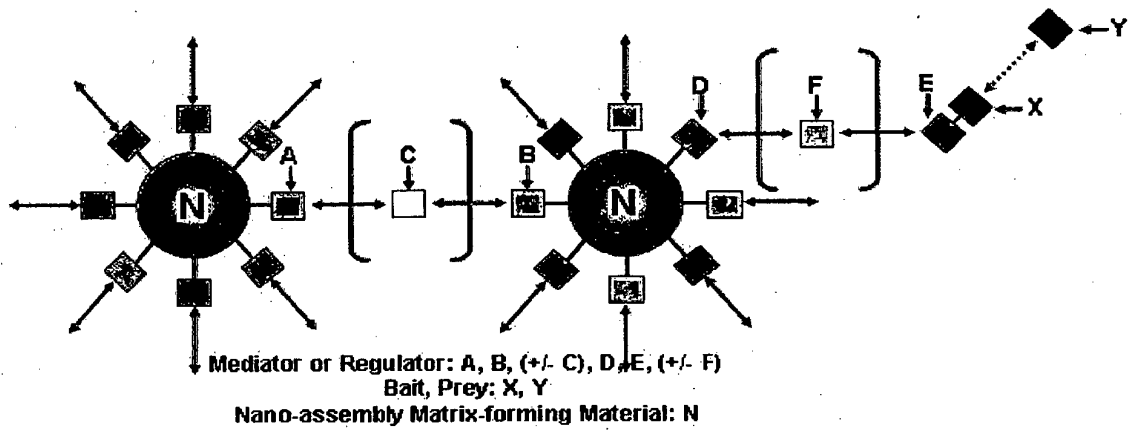 Y
D
F
E
X
A
C
B
N
N
Mediator or Regulator: A, B, (+/- C), D, E, (+/- F)
Bait, Prey: X, Y
Nano-assembly Matrix-forming Material: N